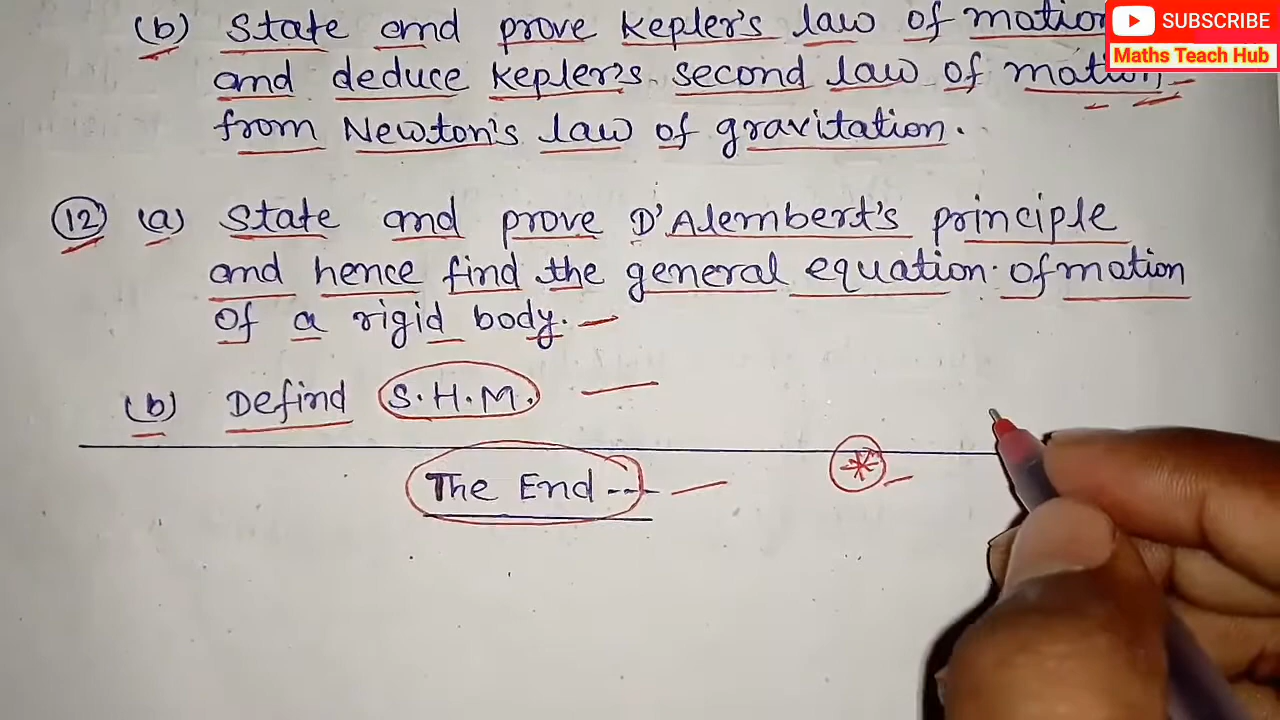 (b) State and prove Kepler's law of motion
SUBSCRIBE
Maths Teach Hub
and deduce Kepler's second law of motion
from Newton's law of gravitation.
(12) (a) State and prove D'Alembert's principle
and hence find the general equation of motion
of a rigid body.
(b) Defind S.H.M.
The End ---